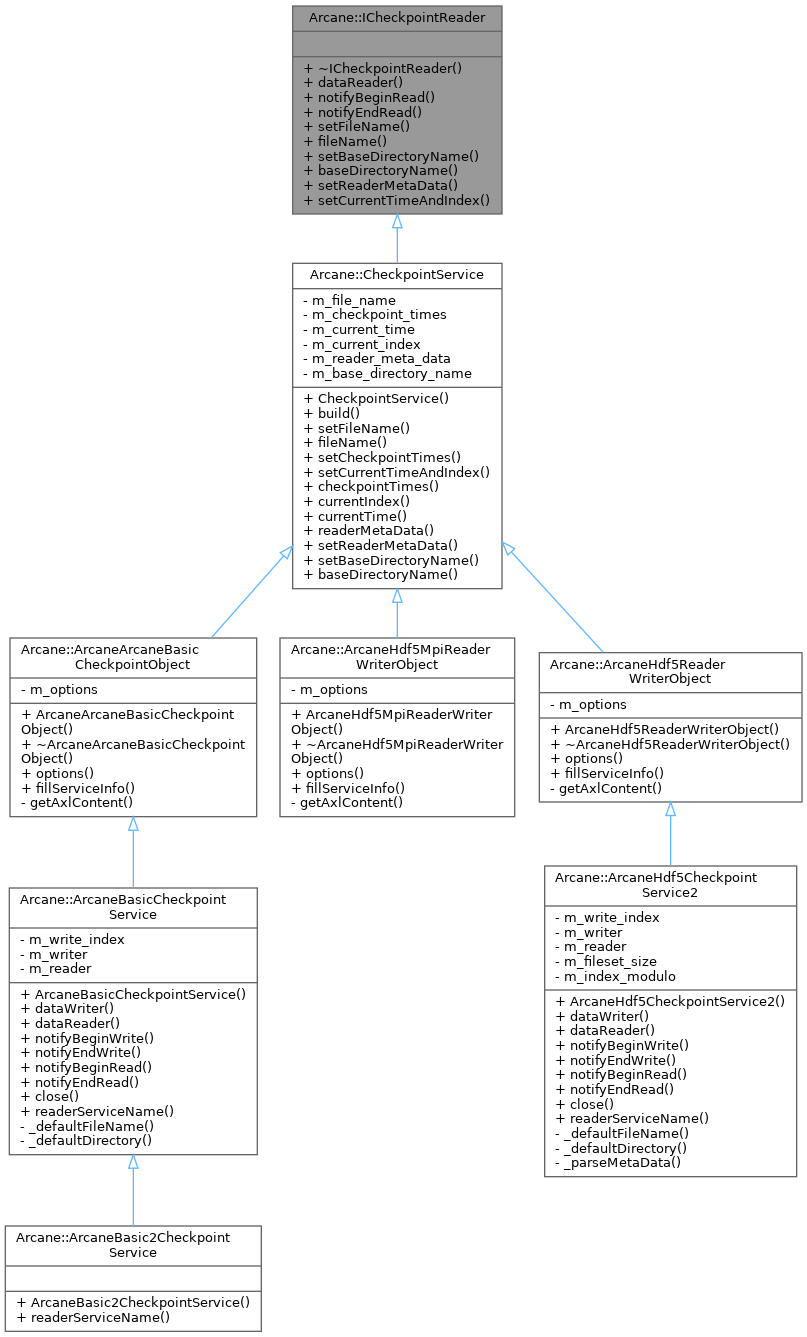 Arcane::ICheckpointReader
+ ~ICheckpointReader()
+ dataReader()
+ notifyBeginRead()
+ notifyEndRead()
+ setFileName()
+ fileName()
+ setBaseDirectoryName()
+ baseDirectoryName()
+ setReaderMetaData()
+ setCurrentTimeAndIndex()
Arcane::CheckpointService
- m_file_name
- m_checkpoint_times
- m_current_time
- m_current_index
- m_reader_meta_data
- m_base_directory_name
+ CheckpointService()
+ build()
+ setFileName()
+ fileName()
+ setCheckpointTimes()
+ setCurrentTimeAndIndex()
+ checkpointTimes()
+ currentIndex()
+ currentTime()
+ readerMetaData()
+ setReaderMetaData()
+ setBaseDirectoryName()
+ baseDirectoryName()
Arcane::ArcaneArcaneBasic
CheckpointObject
- m_options
+ ArcaneArcaneBasicCheckpoint
Object()
+ ~ArcaneArcaneBasicCheckpoint
Object()
+ options()
+ fillServiceInfo()
- getAxlContent()
Arcane::ArcaneHdf5MpiReader
WriterObject
- m_options
+ ArcaneHdf5MpiReaderWriter
Object()
+ ~ArcaneHdf5MpiReaderWriter
Object()
+ options()
+ fillServiceInfo()
- getAxlContent()
Arcane::ArcaneHdf5Reader
WriterObject
- m_options
+ ArcaneHdf5ReaderWriterObject()
+ ~ArcaneHdf5ReaderWriterObject()
+ options()
+ fillServiceInfo()
- getAxlContent()
Arcane::ArcaneBasicCheckpoint
Service
- m_write_index
- m_writer
- m_reader
+ ArcaneBasicCheckpointService()
+ dataWriter()
+ dataReader()
+ notifyBeginWrite()
+ notifyEndWrite()
+ notifyBeginRead()
+ notifyEndRead()
+ close()
+ readerServiceName()
- _defaultFileName()
- _defaultDirectory()
Arcane::ArcaneHdf5Checkpoint
Service2
- m_write_index
- m_writer
- m_reader
- m_fileset_size
- m_index_modulo
+ ArcaneHdf5CheckpointService2()
+ dataWriter()
+ dataReader()
+ notifyBeginWrite()
+ notifyEndWrite()
+ notifyBeginRead()
+ notifyEndRead()
+ close()
+ readerServiceName()
- _defaultFileName()
- _defaultDirectory()
- _parseMetaData()
Arcane::ArcaneBasic2Checkpoint
Service
+ ArcaneBasic2CheckpointService()
+ readerServiceName()